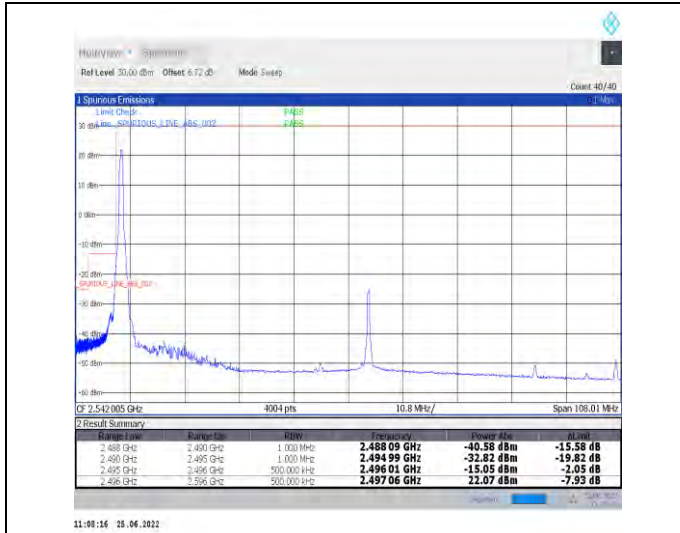 MultiView Spectrum
Ref Level 30.00 dBm Offset 6.72 dB Mode Sweep
Count 40/40
1 Spurious Emissions
Limit Check PASS
30 dBm Line _SPURIOUS_LINE_ABS_002 PASS
20 dBm
10 dBm
0 dBm
-10 dBm
-20 dBm
_SPURIOUS_LINE_ABS_002
-30 dBm
-40 dBm
-50 dBm
-60 dBm
CF 2.542005 GHz 4004 pts 10.8 MHz/ Span 108.01 MHz
2 Result Summary
Range Low Range Up RBW Frequency Power Abs ΔLimit
2.488 GHz 2.490 GHz 1.000 MHz 2.488 09 GHz -40.58 dBm -15.58 dB
2.490 GHz 2.495 GHz 1.000 MHz 2.494 99 GHz -32.82 dBm -19.82 dB
2.495 GHz 2.496 GHz 500.000 kHz 2.496 01 GHz -15.05 dBm -2.05 dB
2.496 GHz 2.596 GHz 500.000 kHz 2.497 06 GHz 22.07 dBm -7.93 dB
11:08:16 25.06.2022